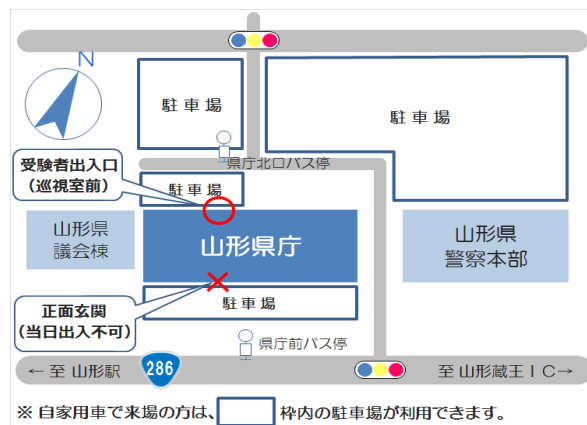 N
駐車場
駐車場
県庁北口バス停
受験者出入口
（巡視室前）
駐車場
山形県
議会棟
山形県庁
山形県
警察本部
正面玄関
（当日出入不可）
駐車場
県庁前バス停
← 至 山形駅
286
至 山形蔵王ＩＣ→
※ 自家用車で来場の方は、 枠内の駐車場が利用できます。